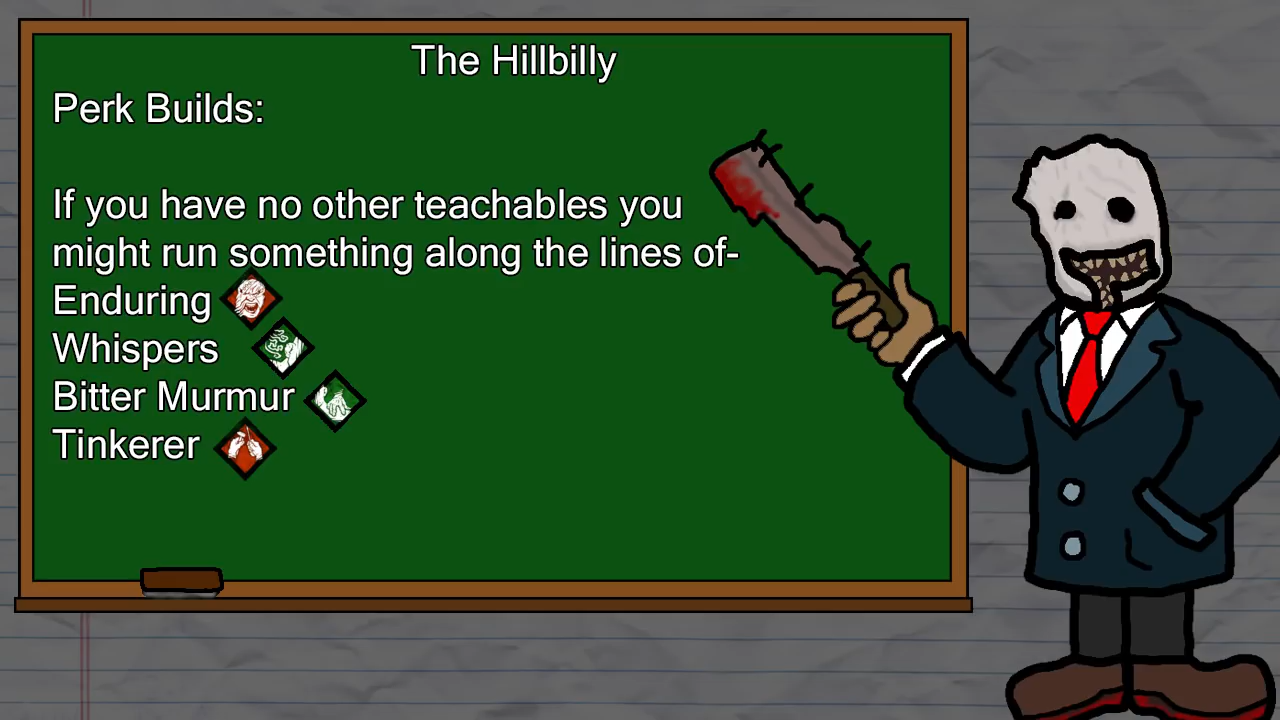 The Hillbilly
Perk Builds:
If you have no other teachables you
might run something along the lines of-
Enduring
Whispers
Bitter Murmur
Tinkerer